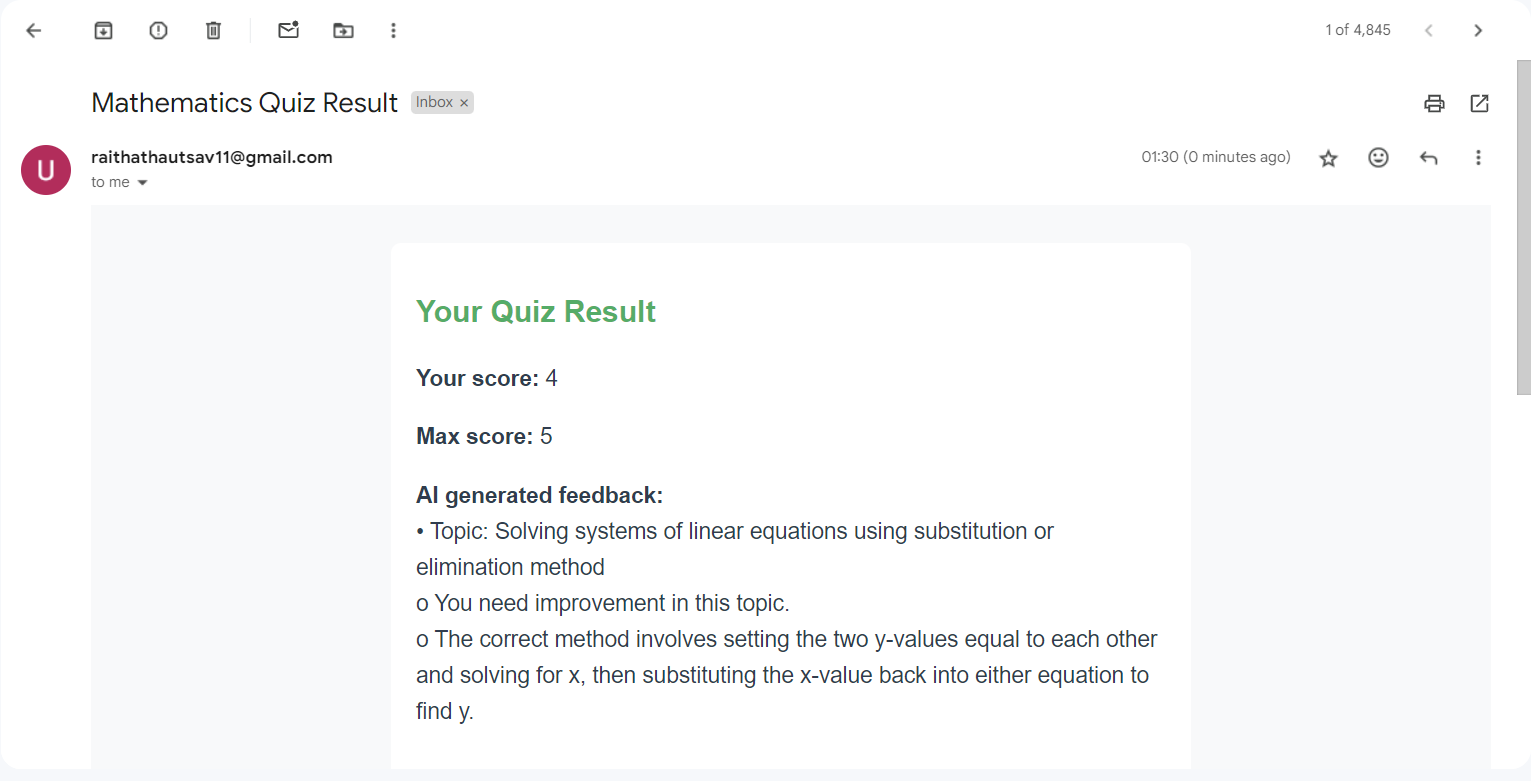 1 of 4,845
Mathematics Quiz Result Inbox ×
U
raithathautsav11@gmail.com 01:30 (0 minutes ago)
to me
Your Quiz Result
Your score: 4
Max score: 5
AI generated feedback:
• Topic: Solving systems of linear equations using substitution or
elimination method
o You need improvement in this topic.
o The correct method involves setting the two y-values equal to each other
and solving for x, then substituting the x-value back into either equation to
find y.